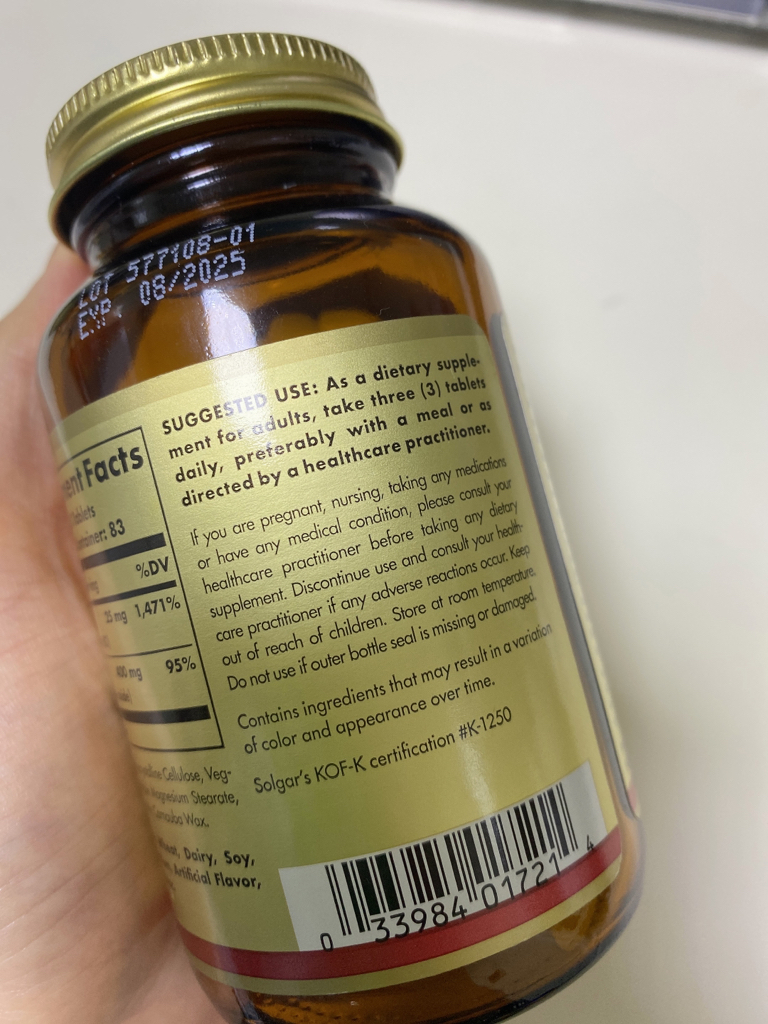 LOT 577108-01
EXP. 08/2025
Facts
Tablets
83
%DV
25 mg 1,471%
400 mg 95%
Cellulose, Veg-
Magnesium Stearate,
Carnauba Wax.
Wheat, Dairy, Soy,
Artificial Flavor,
SUGGESTED USE: As a dietary supple-
ment for adults, take three (3) tablets
daily, preferably with a meal or as
directed by a healthcare practitioner.
If you are pregnant, nursing, taking any medications
or have any medical condition, please consult your
healthcare practitioner before taking any dietary
supplement. Discontinue use and consult your health-
care practitioner if any adverse reactions occur. Keep
out of reach of children. Store at room temperature.
Do not use if outer bottle seal is missing or damaged.
Contains ingredients that may result in a variation
of color and appearance over time.
Solgar's KOF-K certification #K-1250
0 33984 01721 4